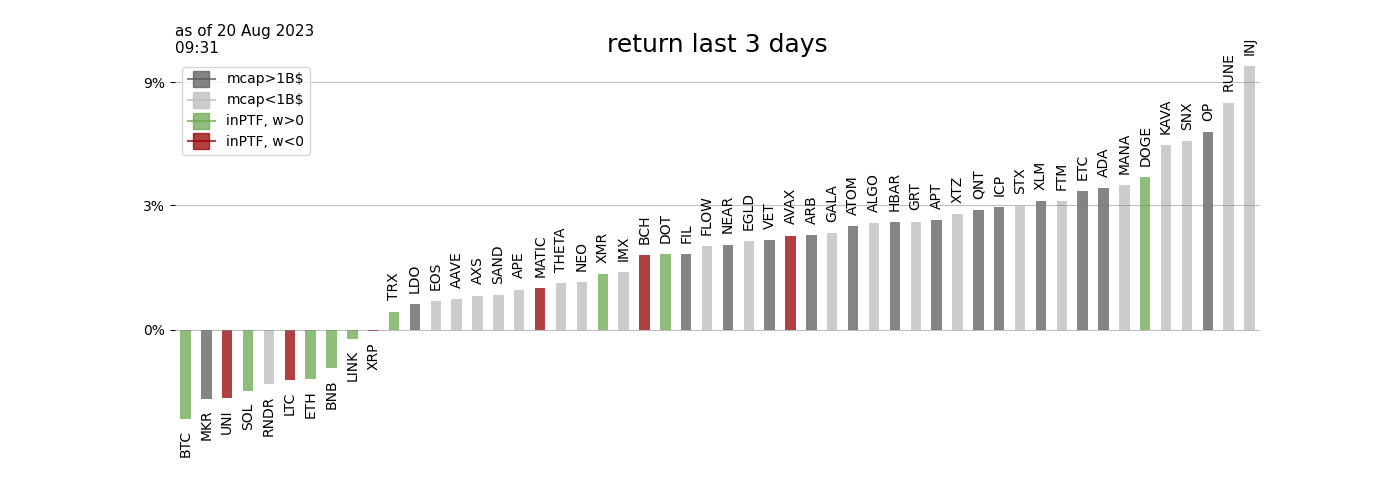 as of 20 Aug 2023
09:31
return last 3 days
mcap>1B$
mcap<1B$
inPTF, w>0
inPTF, w<0
9%
3%
0%
BTC
MKR
UNI
SOL
RNDR
LTC
ETH
BNB
LINK
XRP
TRX
LDO
EOS
AAVE
AXS
SAND
APE
MATIC
THETA
NEO
XMR
IMX
BCH
DOT
FIL
FLOW
NEAR
EGLD
VET
AVAX
ARB
GALA
ATOM
ALGO
HBAR
GRT
APT
XTZ
QNT
ICP
STX
XLM
FTM
ETC
ADA
MANA
DOGE
KAVA
SNX
OP
RUNE
INJ